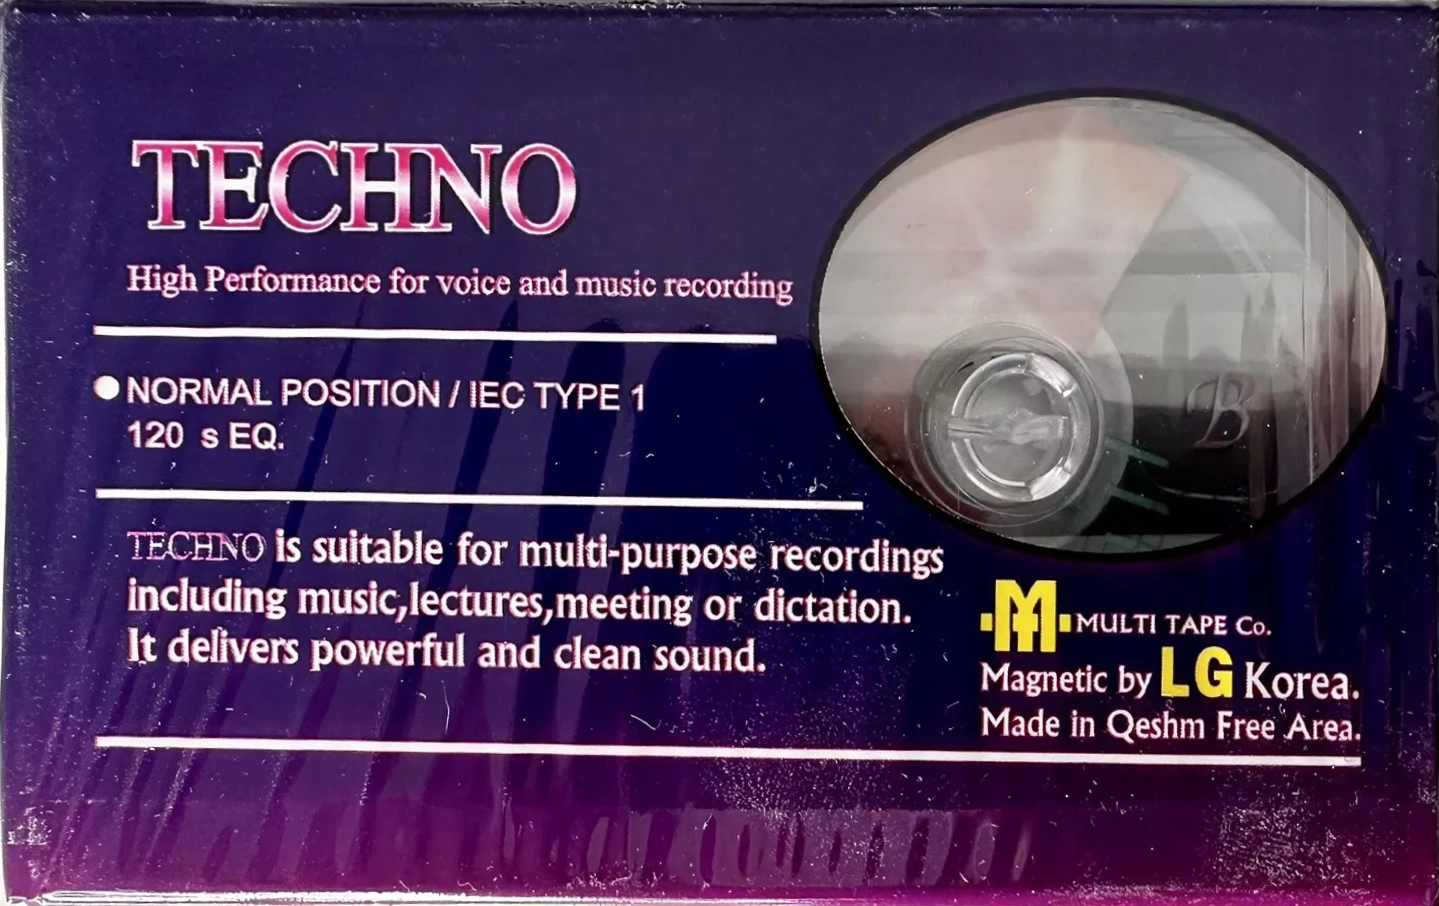 TECHNO
High Performance for voice and music recording
NORMAL POSITION / IEC TYPE 1
120 s EQ.
TECHNO is suitable for multi-purpose recordings
including music,lectures,meeting or dictation.
It delivers powerful and clean sound.
B
MULTI TAPE Co.
Magnetic by LG Korea.
Made in Qeshm Free Area.